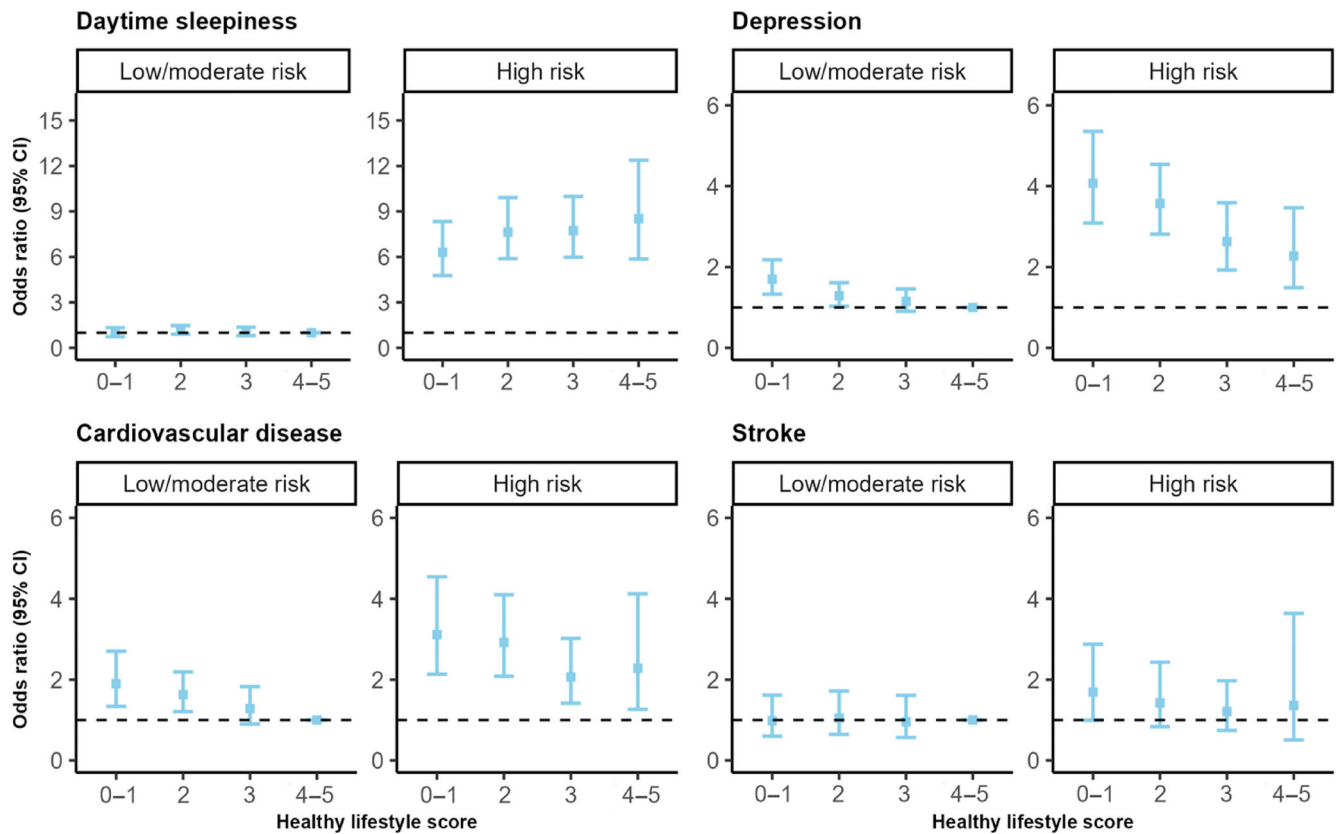 Daytime sleepiness
Depression
Low/moderate risk
High risk
Low/moderate risk
High risk
Odds ratio (95% CI)
15
12
9
6
3
0
15
12
9
6
3
0
6
4
2
0
6
4
2
0
0–1 2 3 4–5
0–1 2 3 4–5
0–1 2 3 4–5
0–1 2 3 4–5
Cardiovascular disease
Stroke
Low/moderate risk
High risk
Low/moderate risk
High risk
Odds ratio (95% CI)
6
4
2
0
6
4
2
0
6
4
2
0
6
4
2
0
0–1 2 3 4–5
0–1 2 3 4–5
0–1 2 3 4–5
0–1 2 3 4–5
Healthy lifestyle score
Healthy lifestyle score